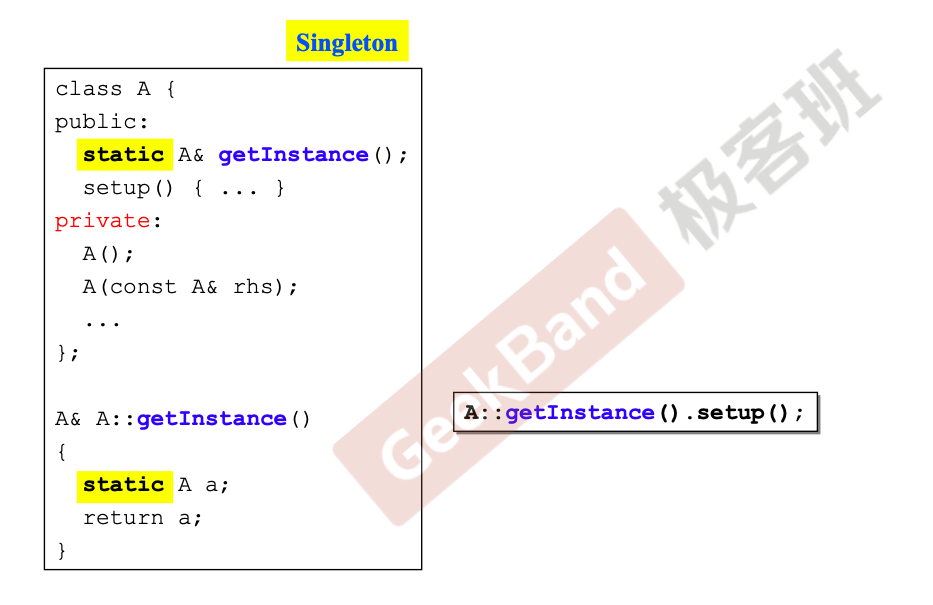 Singleton
class A {
public:
  static A& getInstance();
  setup() { ... }
private:
  A();
  A(const A& rhs);
  ...
};
A& A::getInstance()
{
  static A a;
  return a;
}
A::getInstance().setup();
GeekBand 极客班